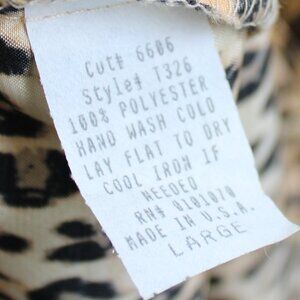 Cut# 6606
Style# T326
100% POLYESTER
HAND WASH COLD
LAY FLAT TO DRY
COOL IRON IF
NEEDED
RN# 0101070
MADE IN U.S.A.
LARGE